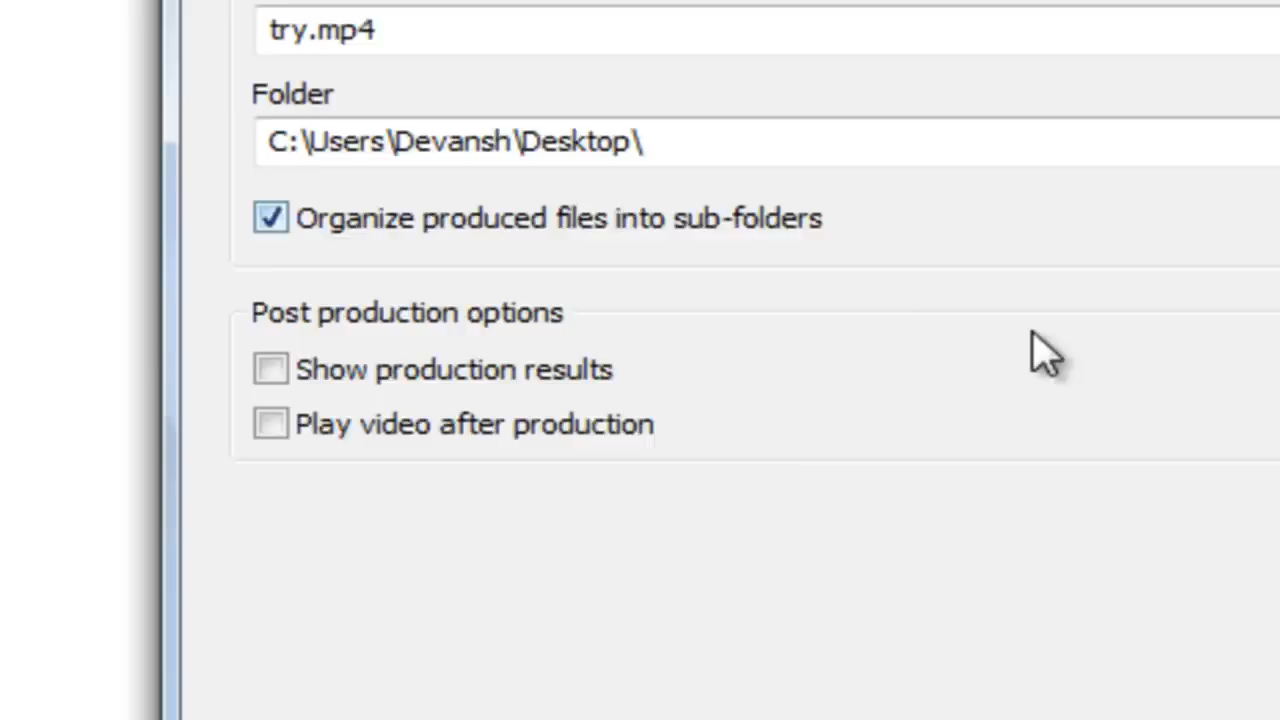 try.mp4
Folder
C:\Users\Devansh\Desktop\
Organize produced files into sub-folders
Post production options
Show production results
Play video after production